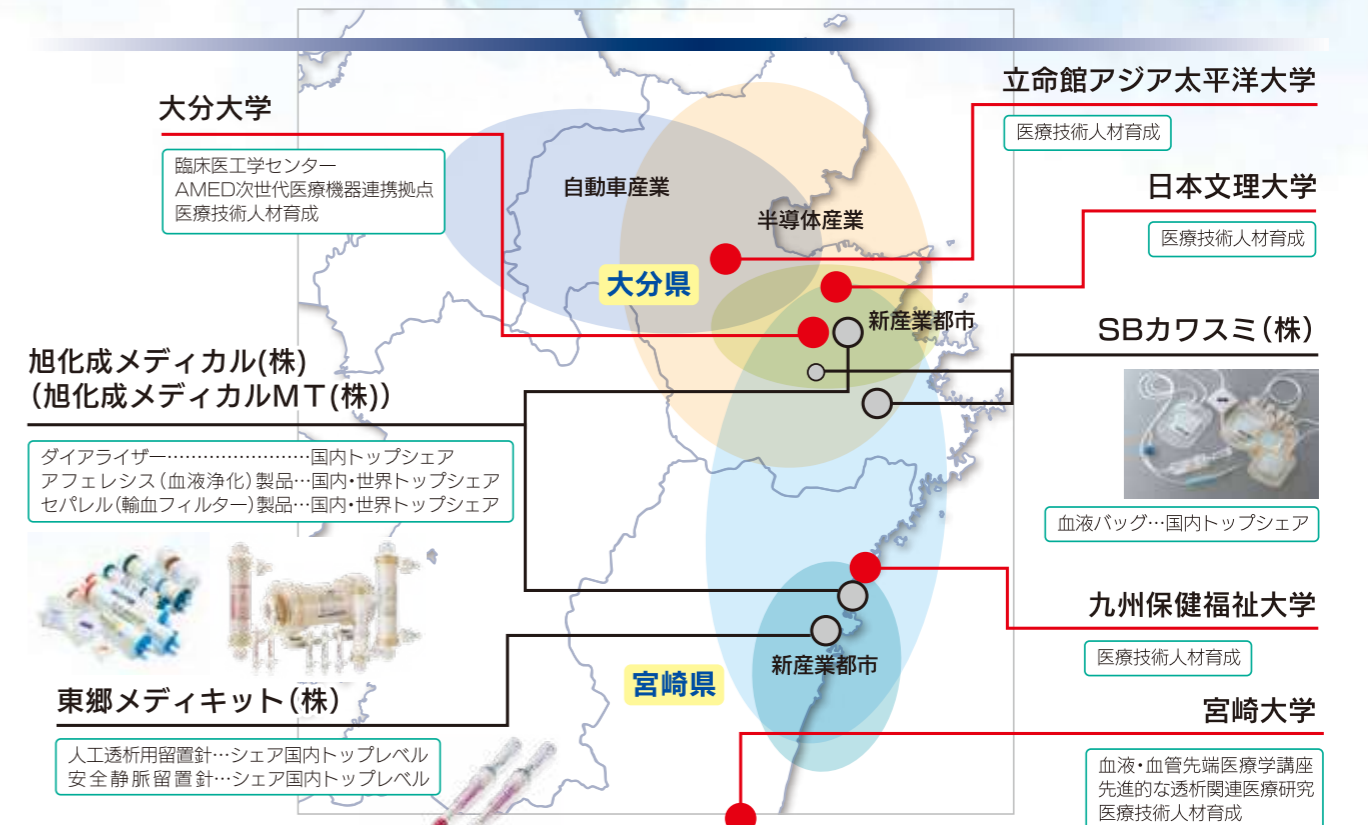 大分大学
臨床医工学センター
AMED次世代医療機器連携拠点
医療技術人材育成
立命館アジア太平洋大学
医療技術人材育成
日本文理大学
医療技術人材育成
自動車産業
半導体産業
大分県
新産業都市
SBカワスミ(株)
血液バッグ…国内トップシェア
旭化成メディカル(株)
(旭化成メディカルMT(株))
ダイアライザー……………………国内トップシェア
アフェレシス(血液浄化)製品…国内・世界トップシェア
セパレル(輸血フィルター)製品…国内・世界トップシェア
九州保健福祉大学
医療技術人材育成
新産業都市
宮崎県
東郷メディキット(株)
人工透析用留置針…シェア国内トップレベル
安全静脈留置針…シェア国内トップレベル
宮崎大学
血液・血管先端医療学講座
先進的な透析関連医療研究
医療技術人材育成